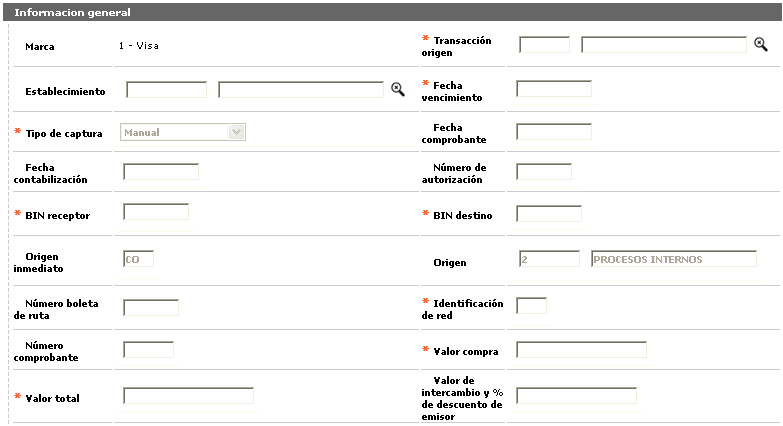 Informacion general
Marca
1 - Visa
* Transacción
origen
Establecimiento
* Fecha
vencimiento
* Tipo de captura
Manual
Fecha
comprobante
Fecha
contabilización
Número de
autorización
* BIN receptor
* BIN destino
Origen
inmediato
CO
Origen
2
PROCESOS INTERNOS
Número boleta
de ruta
* Identificación
de red
Número
comprobante
* Valor compra
* Valor total
Valor de
intercambio y %
de descuento de
emisor